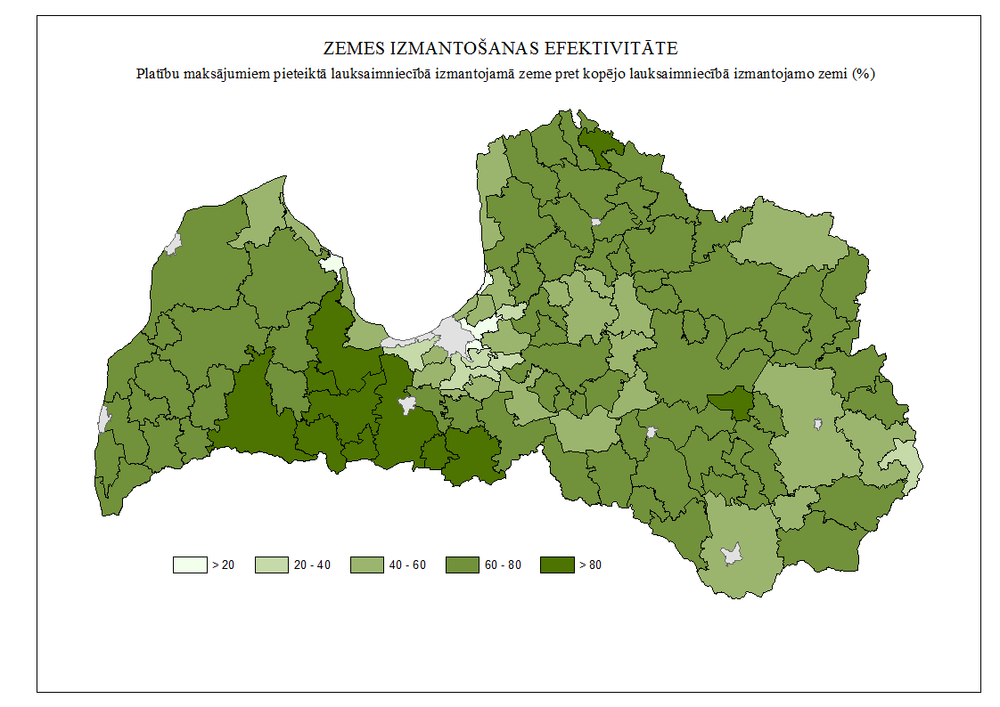 ZEMES IZMANTOŠANAS EFEKTIVITĀTE
Platību maksājumiem pieteiktā lauksaimniecībā izmantojamā zeme pret kopējo lauksaimniecībā izmantojamo zemi (%)
> 20 20 - 40 40 - 60 60 - 80 > 80